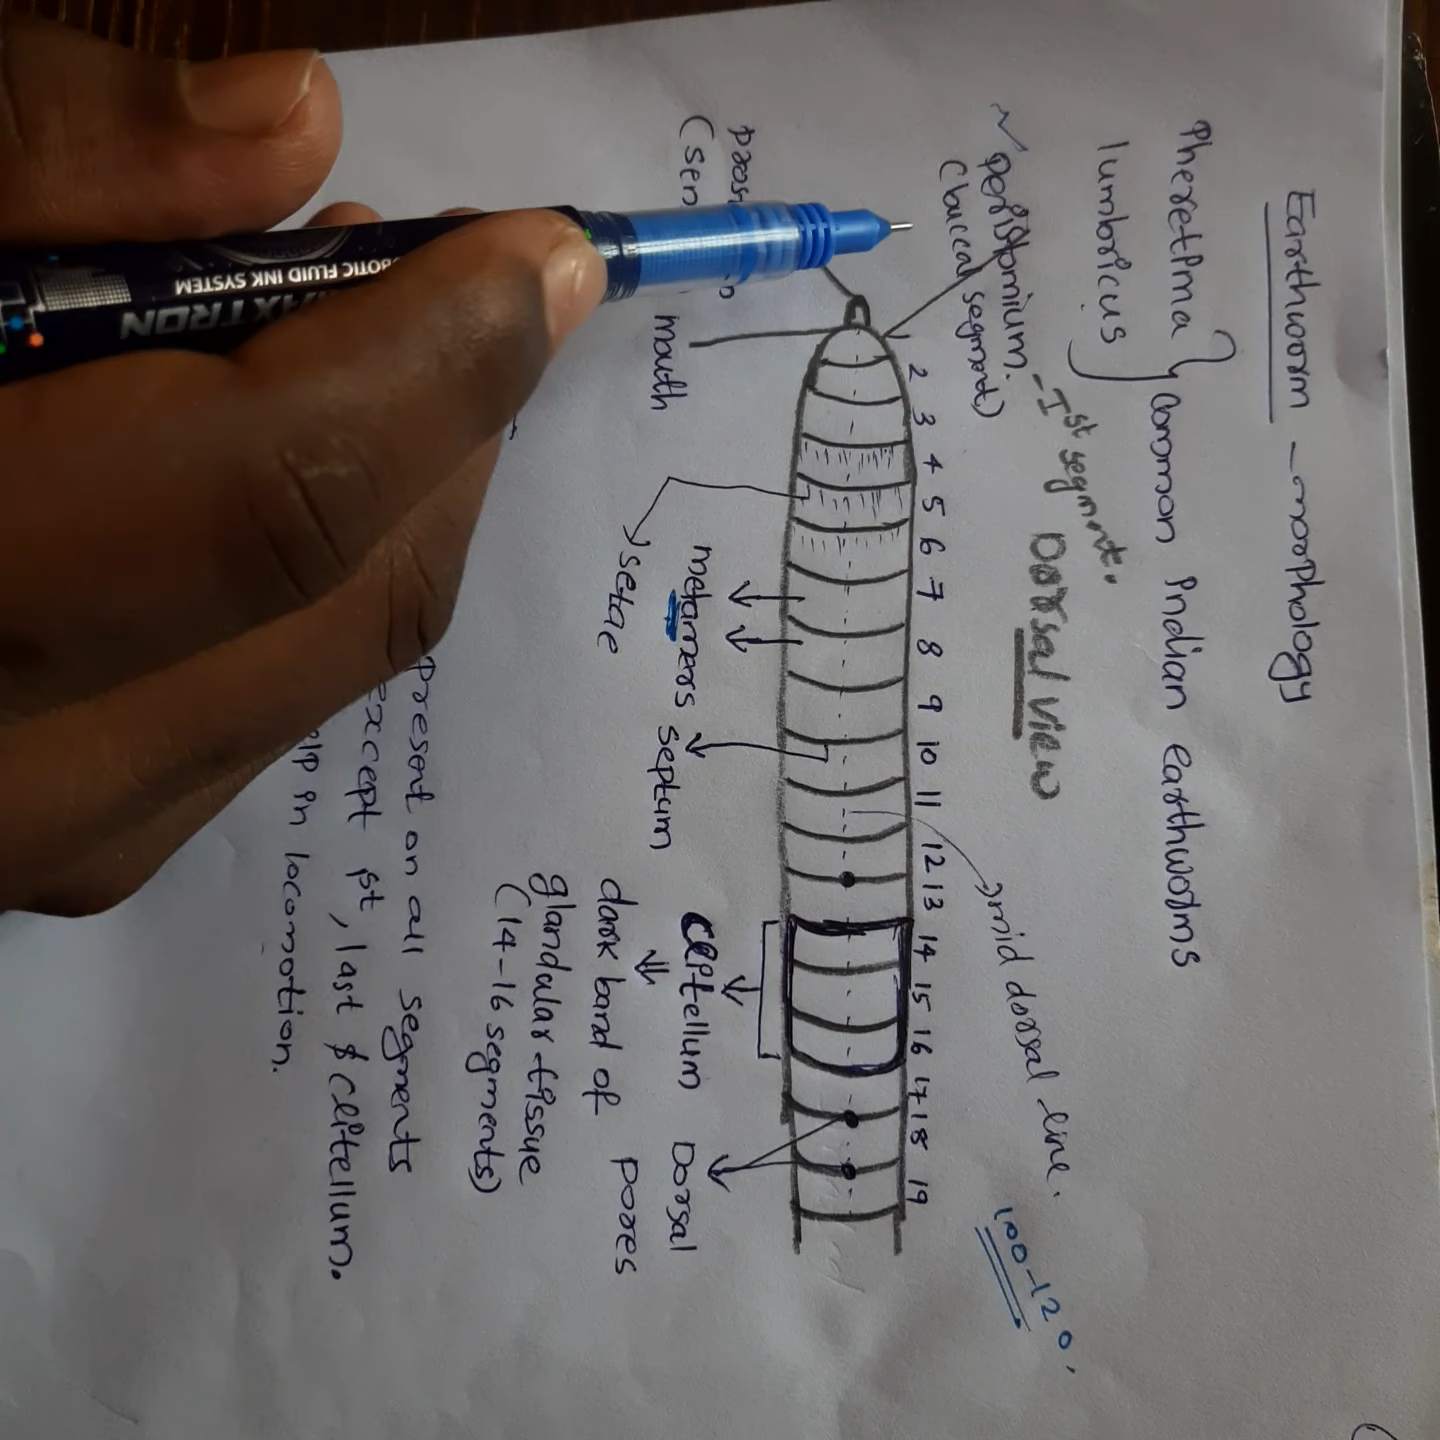 Earthworm - morphology
Pheretima
lumbricus
Common Indian earthworms
peristomium.
(buccal segment)
- Ist segment.
Dorsal view
mid dorsal line.
100-120.
1
2
3
4
5
6
7
8
9
10
11
12
13
14
15
16
17
18
19
mouth
setae
metamers
septum
Clitellum
dark band of
glandular tissue
(14-16 segments)
Dorsal
pores
present on all segments
except 1st, last & clitellum.
in locomotion.
OBOTIC FLUID INK SYSTEM